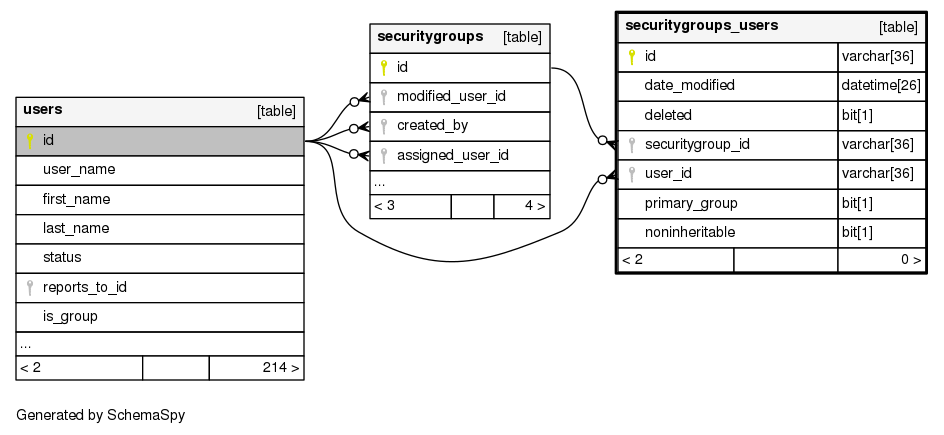 users [table]
id
user_name
first_name
last_name
status
reports_to_id
is_group
...
< 2 214 >
securitygroups [table]
id
modified_user_id
created_by
assigned_user_id
...
< 3 4 >
securitygroups_users [table]
id varchar[36]
date_modified datetime[26]
deleted bit[1]
securitygroup_id varchar[36]
user_id varchar[36]
primary_group bit[1]
noninheritable bit[1]
< 2 0 >
Generated by SchemaSpy